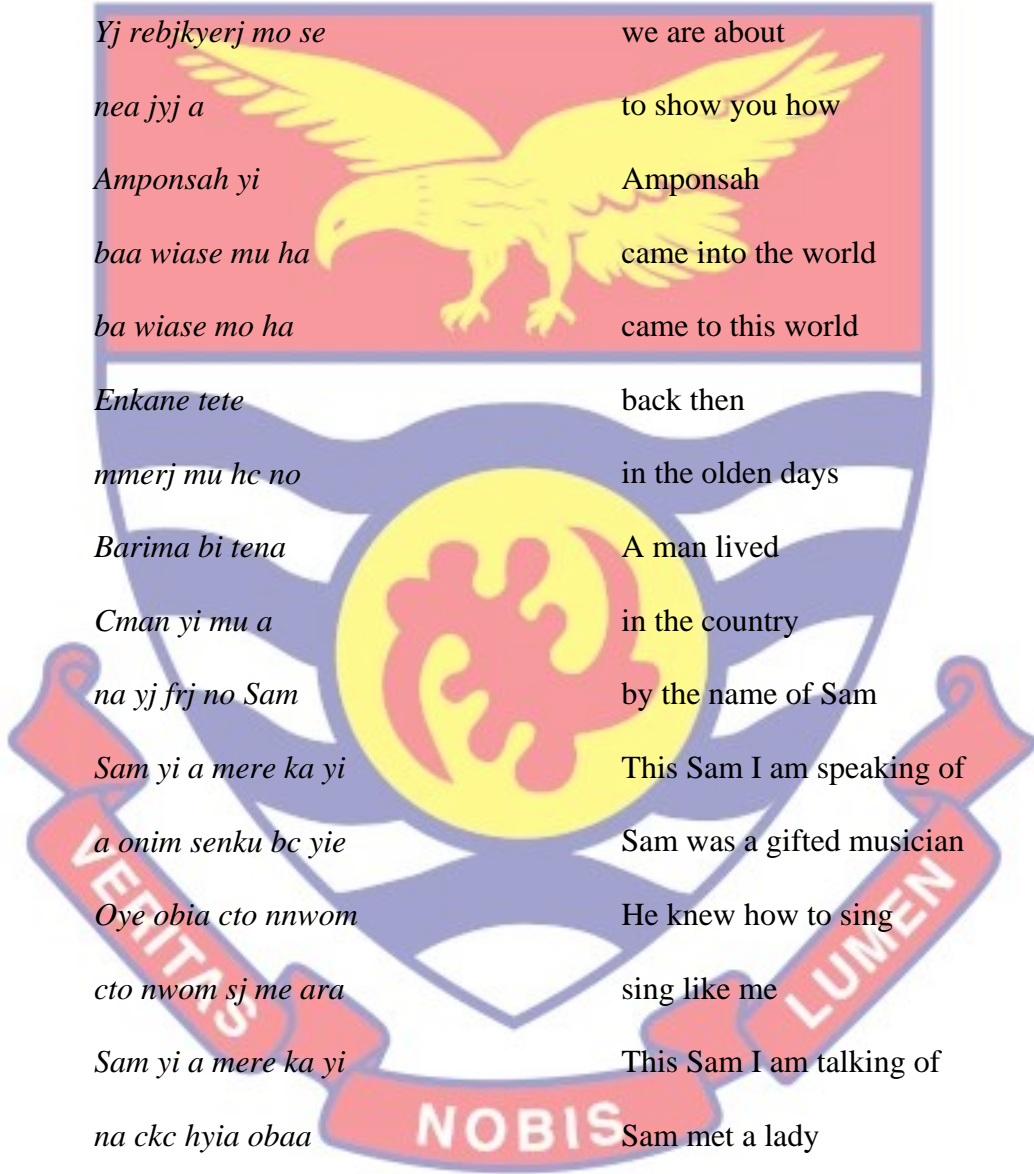 Yj rebjkyerj mo se we are about
nea jyj a to show you how
Amponsah yi Amponsah
baa wiase mu ha came into the world
ba wiase mo ha came to this world
Enkane tete back then
mmerj mu hc no in the olden days
Barima bi tena A man lived
Cman yi mu a in the country
na yj frj no Sam by the name of Sam
Sam yi a mere ka yi This Sam I am speaking of
a onim senku bc yie Sam was a gifted musician
Oye obia cto nnwom He knew how to sing
cto nwom sj me ara sing like me
Sam yi a mere ka yi This Sam I am talking of
na ckc hyia obaa Sam met a lady
VERITAS NOBIS LUMEN